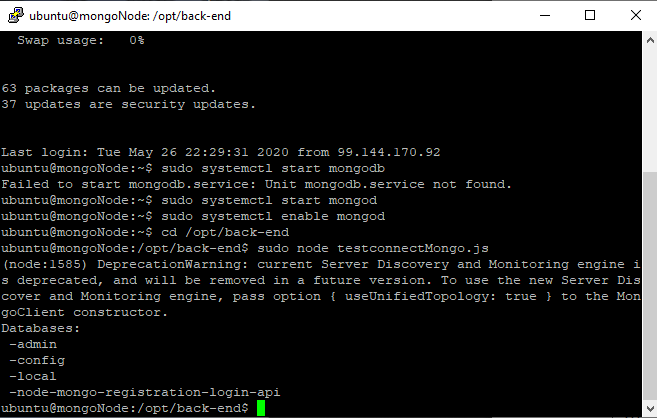 ubuntu@mongoNode: /opt/back-end
Swap usage:   0%
63 packages can be updated.
37 updates are security updates.
Last login: Tue May 26 22:29:31 2020 from 99.144.170.92
ubuntu@mongoNode:~$ sudo systemctl start mongodb
Failed to start mongodb.service: Unit mongodb.service not found.
ubuntu@mongoNode:~$ sudo systemctl start mongod
ubuntu@mongoNode:~$ sudo systemctl enable mongod
ubuntu@mongoNode:~$ cd /opt/back-end
ubuntu@mongoNode:/opt/back-end$ sudo node testconnectMongo.js
(node:1585) DeprecationWarning: current Server Discovery and Monitoring engine i
s deprecated, and will be removed in a future version. To use the new Server Dis
cover and Monitoring engine, pass option { useUnifiedTopology: true } to the Mon
goClient constructor.
Databases:
 -admin
 -config
 -local
 -node-mongo-registration-login-api
ubuntu@mongoNode:/opt/back-end$